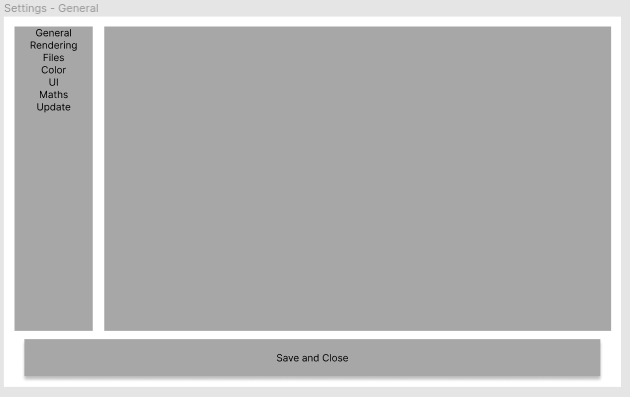 Settings - General
General
Rendering
Files
Color
UI
Maths
Update
Save and Close